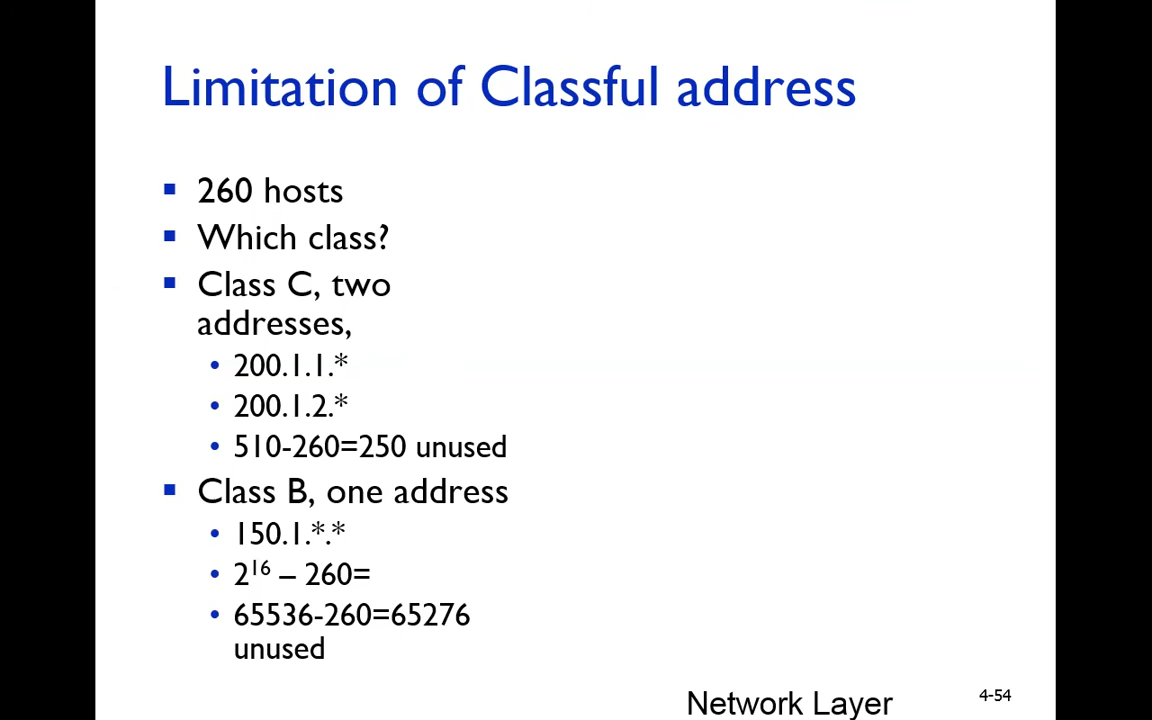 Limitation of Classful address
▪ 260 hosts
▪ Which class?
▪ Class C, two
addresses,
• 200.1.1.*
• 200.1.2.*
• 510-260=250 unused
▪ Class B, one address
• 150.1.*.*
• 2¹⁶ – 260=
• 65536-260=65276
unused
Network Layer
4-54